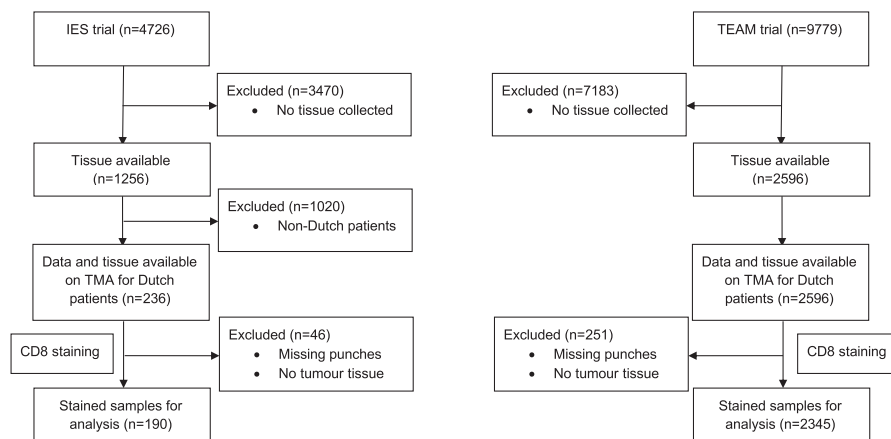 IES trial (n=4726)
Excluded (n=3470)
• No tissue collected
Tissue available
(n=1256)
Excluded (n=1020)
• Non-Dutch patients
Data and tissue available
on TMA for Dutch
patients (n=236)
CD8 staining
Excluded (n=46)
• Missing punches
• No tumour tissue
Stained samples for
analysis (n=190)
TEAM trial (n=9779)
Excluded (n=7183)
• No tissue collected
Tissue available
(n=2596)
Data and tissue available
on TMA for Dutch
patients (n=2596)
Excluded (n=251)
• Missing punches
• No tumour tissue
CD8 staining
Stained samples for
analysis (n=2345)